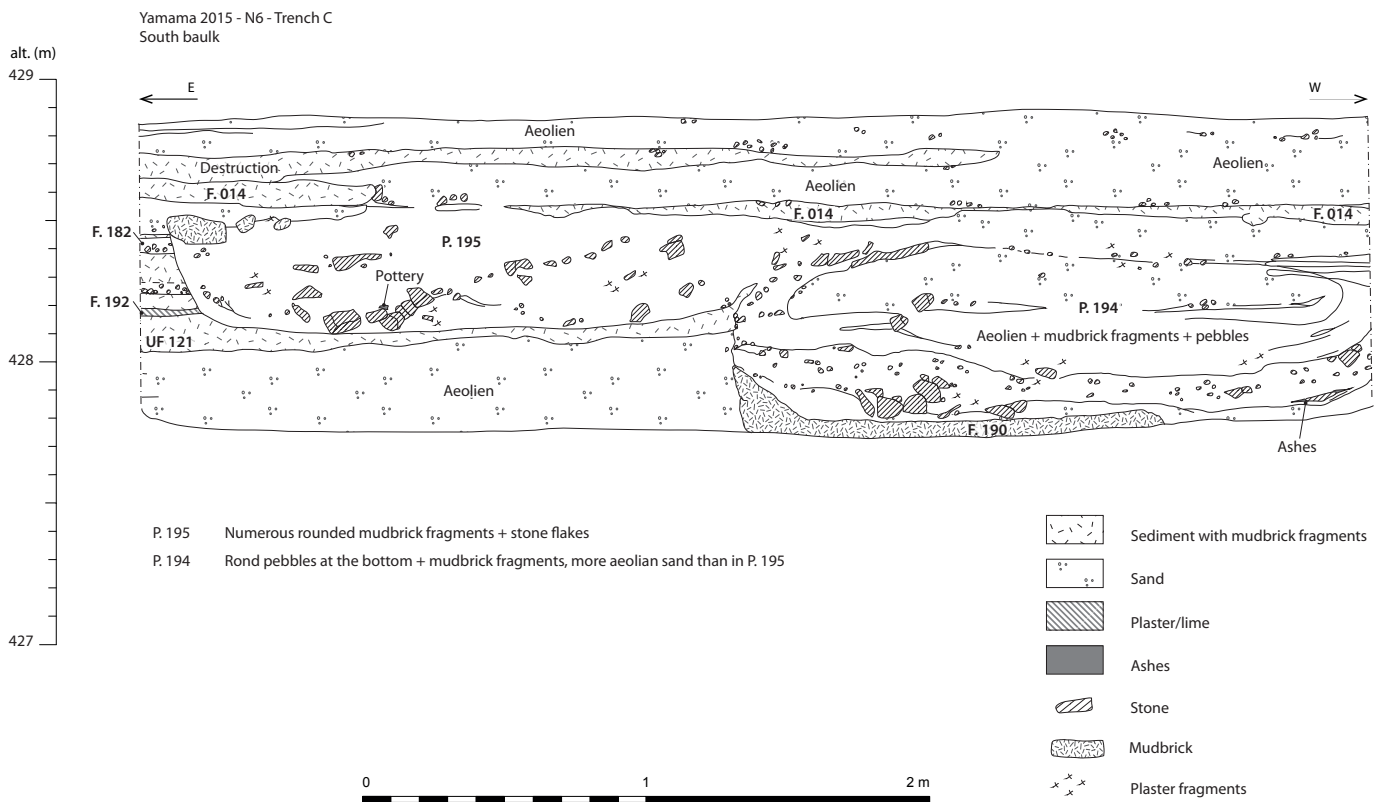 Yamama 2015 - N6 - Trench C
South baulk
alt. (m)
429
E
W
Aeolien
Destruction
Aeolien
F. 014
Aeolien
F. 014
F. 014
F. 182
P. 195
Pottery
F. 192
P. 194
UF 121
Aeolien + mudbrick fragments + pebbles
428
Aeolien
F. 190
Ashes
P. 195 Numerous rounded mudbrick fragments + stone flakes
P. 194 Rond pebbles at the bottom + mudbrick fragments, more aeolian sand than in P. 195
427
Sediment with mudbrick fragments
Sand
Plaster/lime
Ashes
Stone
Mudbrick
Plaster fragments
0 1 2 m